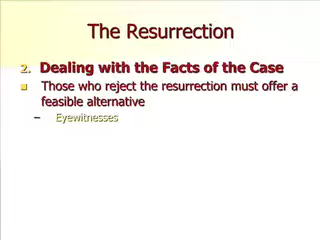 The Resurrection
2. Dealing with the Facts of the Case
Those who reject the resurrection must offer a
feasible alternative
– Eyewitnesses